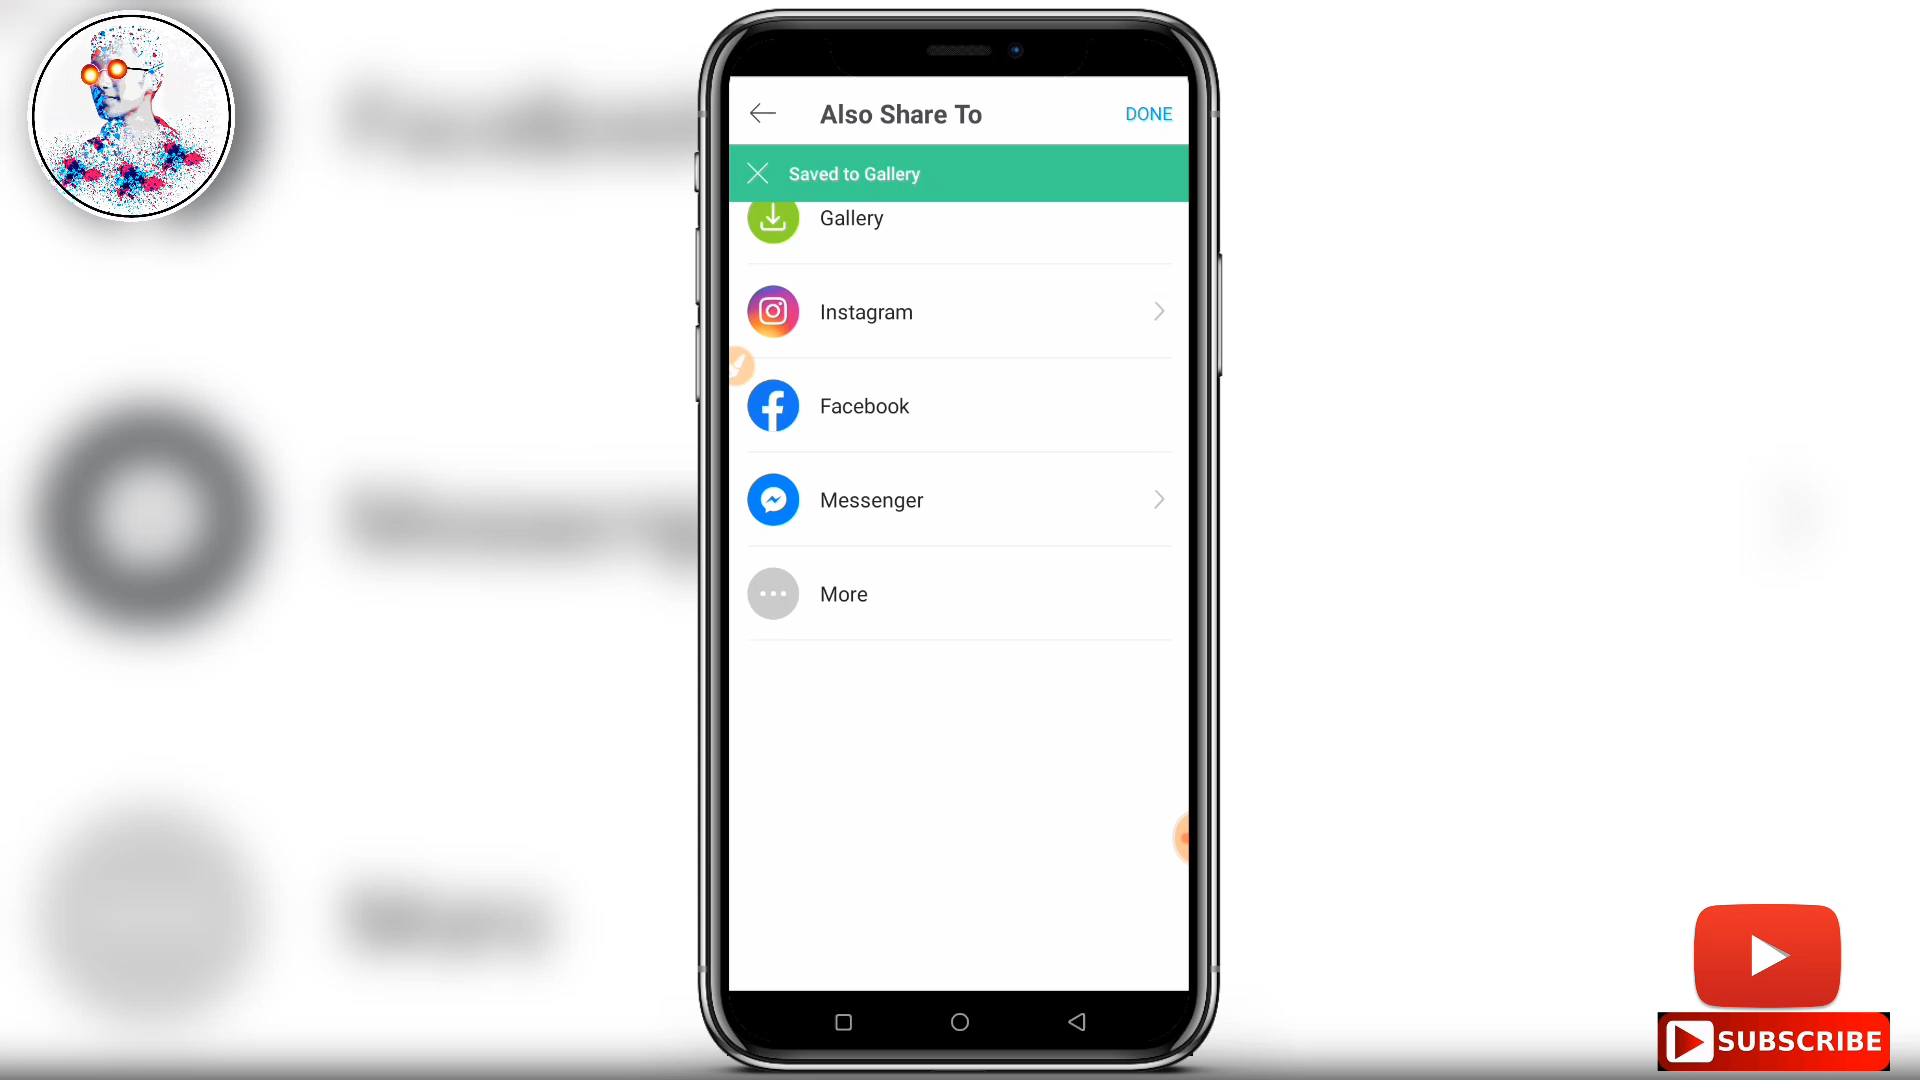 Also Share To
DONE
Saved to Gallery
Gallery
Instagram
Facebook
Messenger
More
SUBSCRIBE